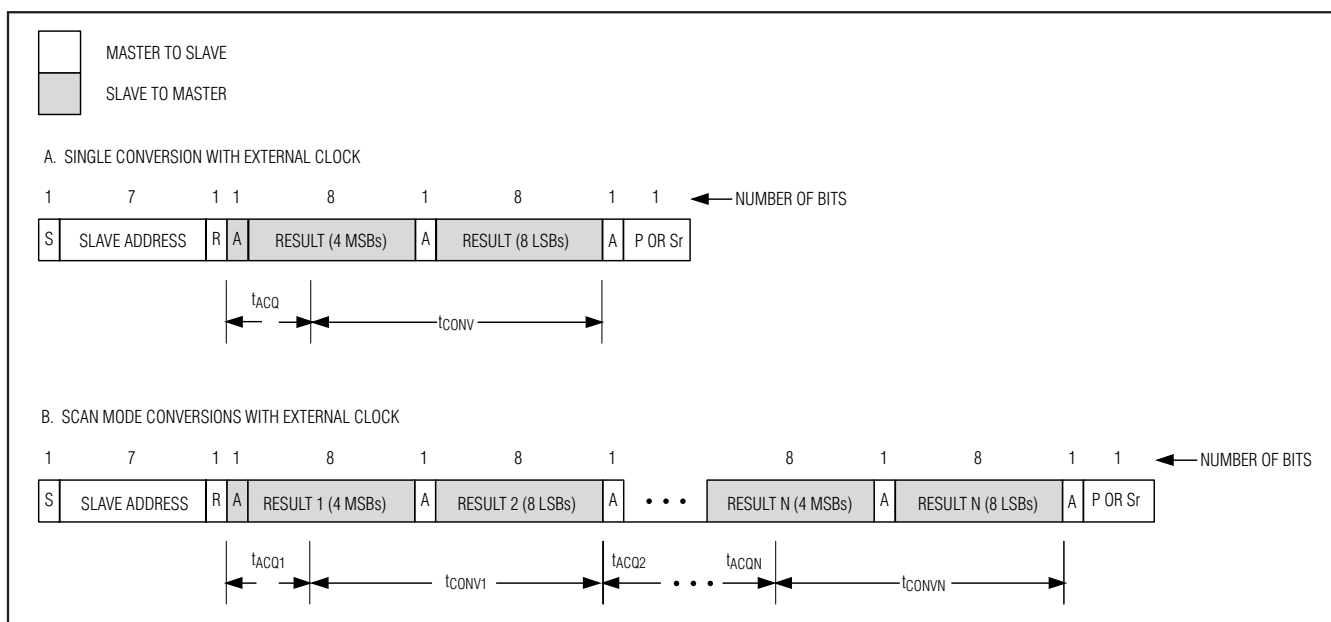 MASTER TO SLAVE
SLAVE TO MASTER
A. SINGLE CONVERSION WITH EXTERNAL CLOCK
1 7 1 1 8 1 8 1 1 NUMBER OF BITS
S SLAVE ADDRESS R A RESULT (4 MSBs) A RESULT (8 LSBs) A P OR Sr
tACQ
tCONV
B. SCAN MODE CONVERSIONS WITH EXTERNAL CLOCK
1 7 1 1 8 1 8 1 8 1 8 1 1 NUMBER OF BITS
S SLAVE ADDRESS R A RESULT 1 (4 MSBs) A RESULT 2 (8 LSBs) A • • • RESULT N (4 MSBs) A RESULT N (8 LSBs) A P OR Sr
tACQ1 tACQ2 tACQN
tCONV1 • • • tCONVN